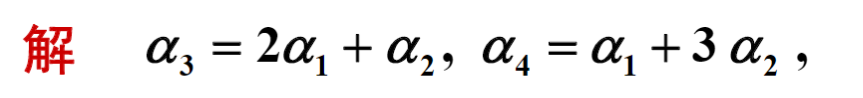 解 α₃ = 2α₁ + α₂, α₄ = α₁ + 3 α₂ ,